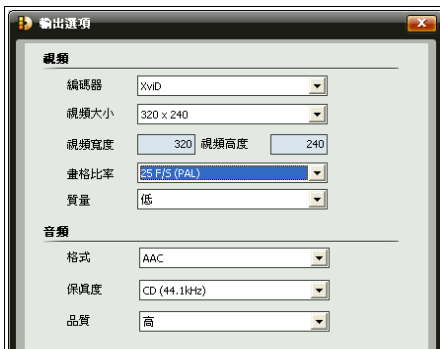 輸出選項
視頻
編碼器 XviD
視頻大小 320 x 240
視頻寬度 320 視頻高度 240
畫格比率 25 F/S (PAL)
質量 低
音頻
格式 AAC
保真度 CD (44.1kHz)
品質 高